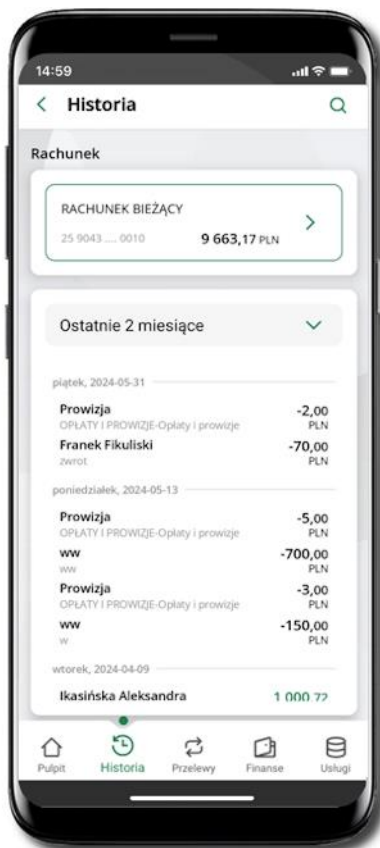 14:59
Historia
Rachunek
RACHUNEK BIEŻĄCY
25 9043 .... 0010 9 663,17 PLN
Ostatnie 2 miesiące
piątek, 2024-05-31
Prowizja -2,00
OPŁATY I PROWIZJE-Opłaty i prowizje PLN
Franek Fikuliski -70,00
zwrot PLN
poniedziałek, 2024-05-13
Prowizja -5,00
OPŁATY I PROWIZJE-Opłaty i prowizje PLN
ww -700,00
ww PLN
Prowizja -3,00
OPŁATY I PROWIZJE-Opłaty i prowizje PLN
ww -150,00
w PLN
wtorek, 2024-04-09
Ikasińska Aleksandra 1 000,72
Pulpit Historia Przelewy Finanse Usługi